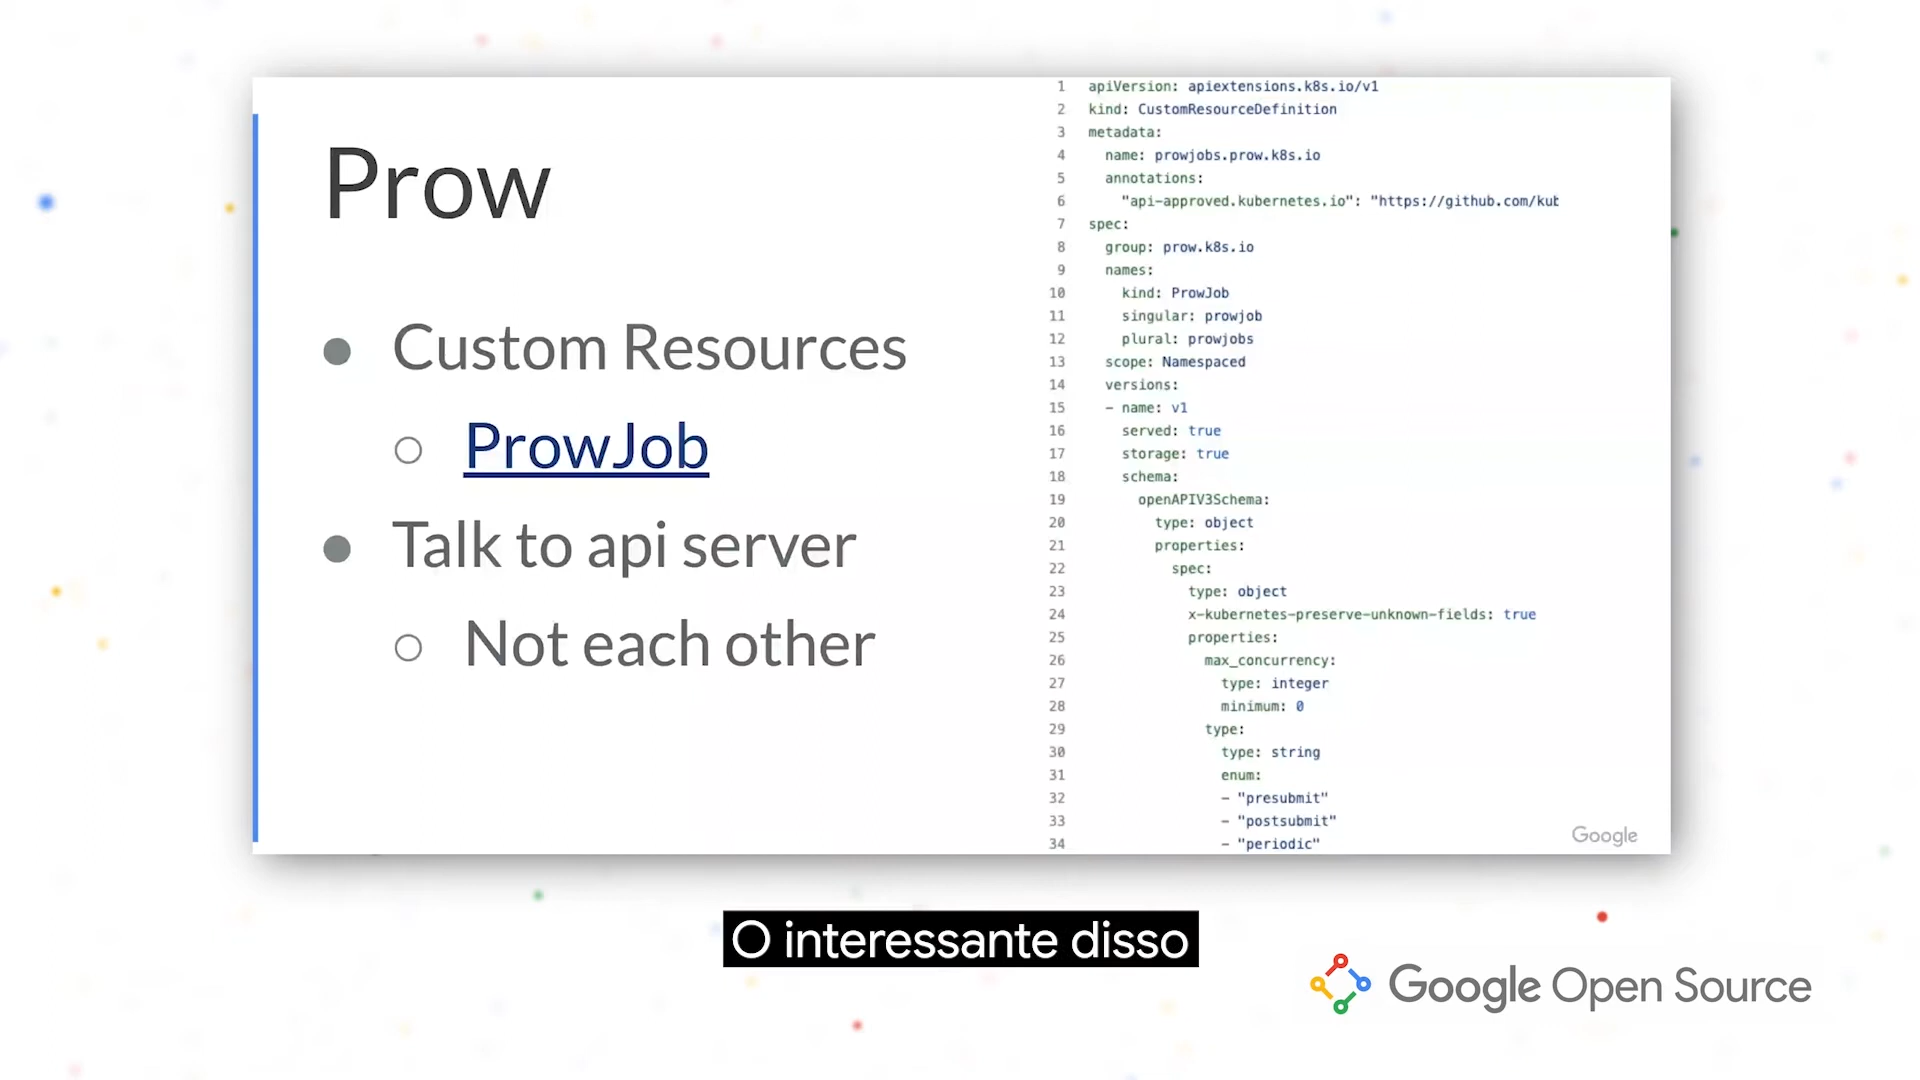 Prow
Custom Resources
ProwJob
Talk to api server
Not each other
1 apiVersion: apiextensions.k8s.io/v1
2 kind: CustomResourceDefinition
3 metadata:
4 name: prowjobs.prow.k8s.io
5 annotations:
6 "api-approved.kubernetes.io": "https://github.com/kub
7 spec:
8 group: prow.k8s.io
9 names:
10 kind: ProwJob
11 singular: prowjob
12 plural: prowjobs
13 scope: Namespaced
14 versions:
15 - name: v1
16 served: true
17 storage: true
18 schema:
19 openAPIV3Schema:
20 type: object
21 properties:
22 spec:
23 type: object
24 x-kubernetes-preserve-unknown-fields: true
25 properties:
26 max_concurrency:
27 type: integer
28 minimum: 0
29 type:
30 type: string
31 enum:
32 - "presubmit"
33 - "postsubmit"
34 - "periodic"
Google
O interessante disso
Google Open Source